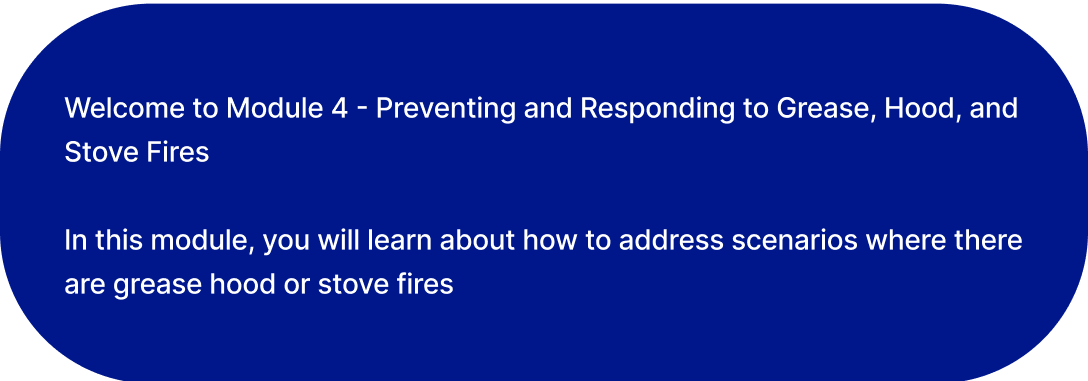 Welcome to Module 4 - Preventing and Responding to Grease, Hood, and
Stove Fires
In this module, you will learn about how to address scenarios where there
are grease hood or stove fires